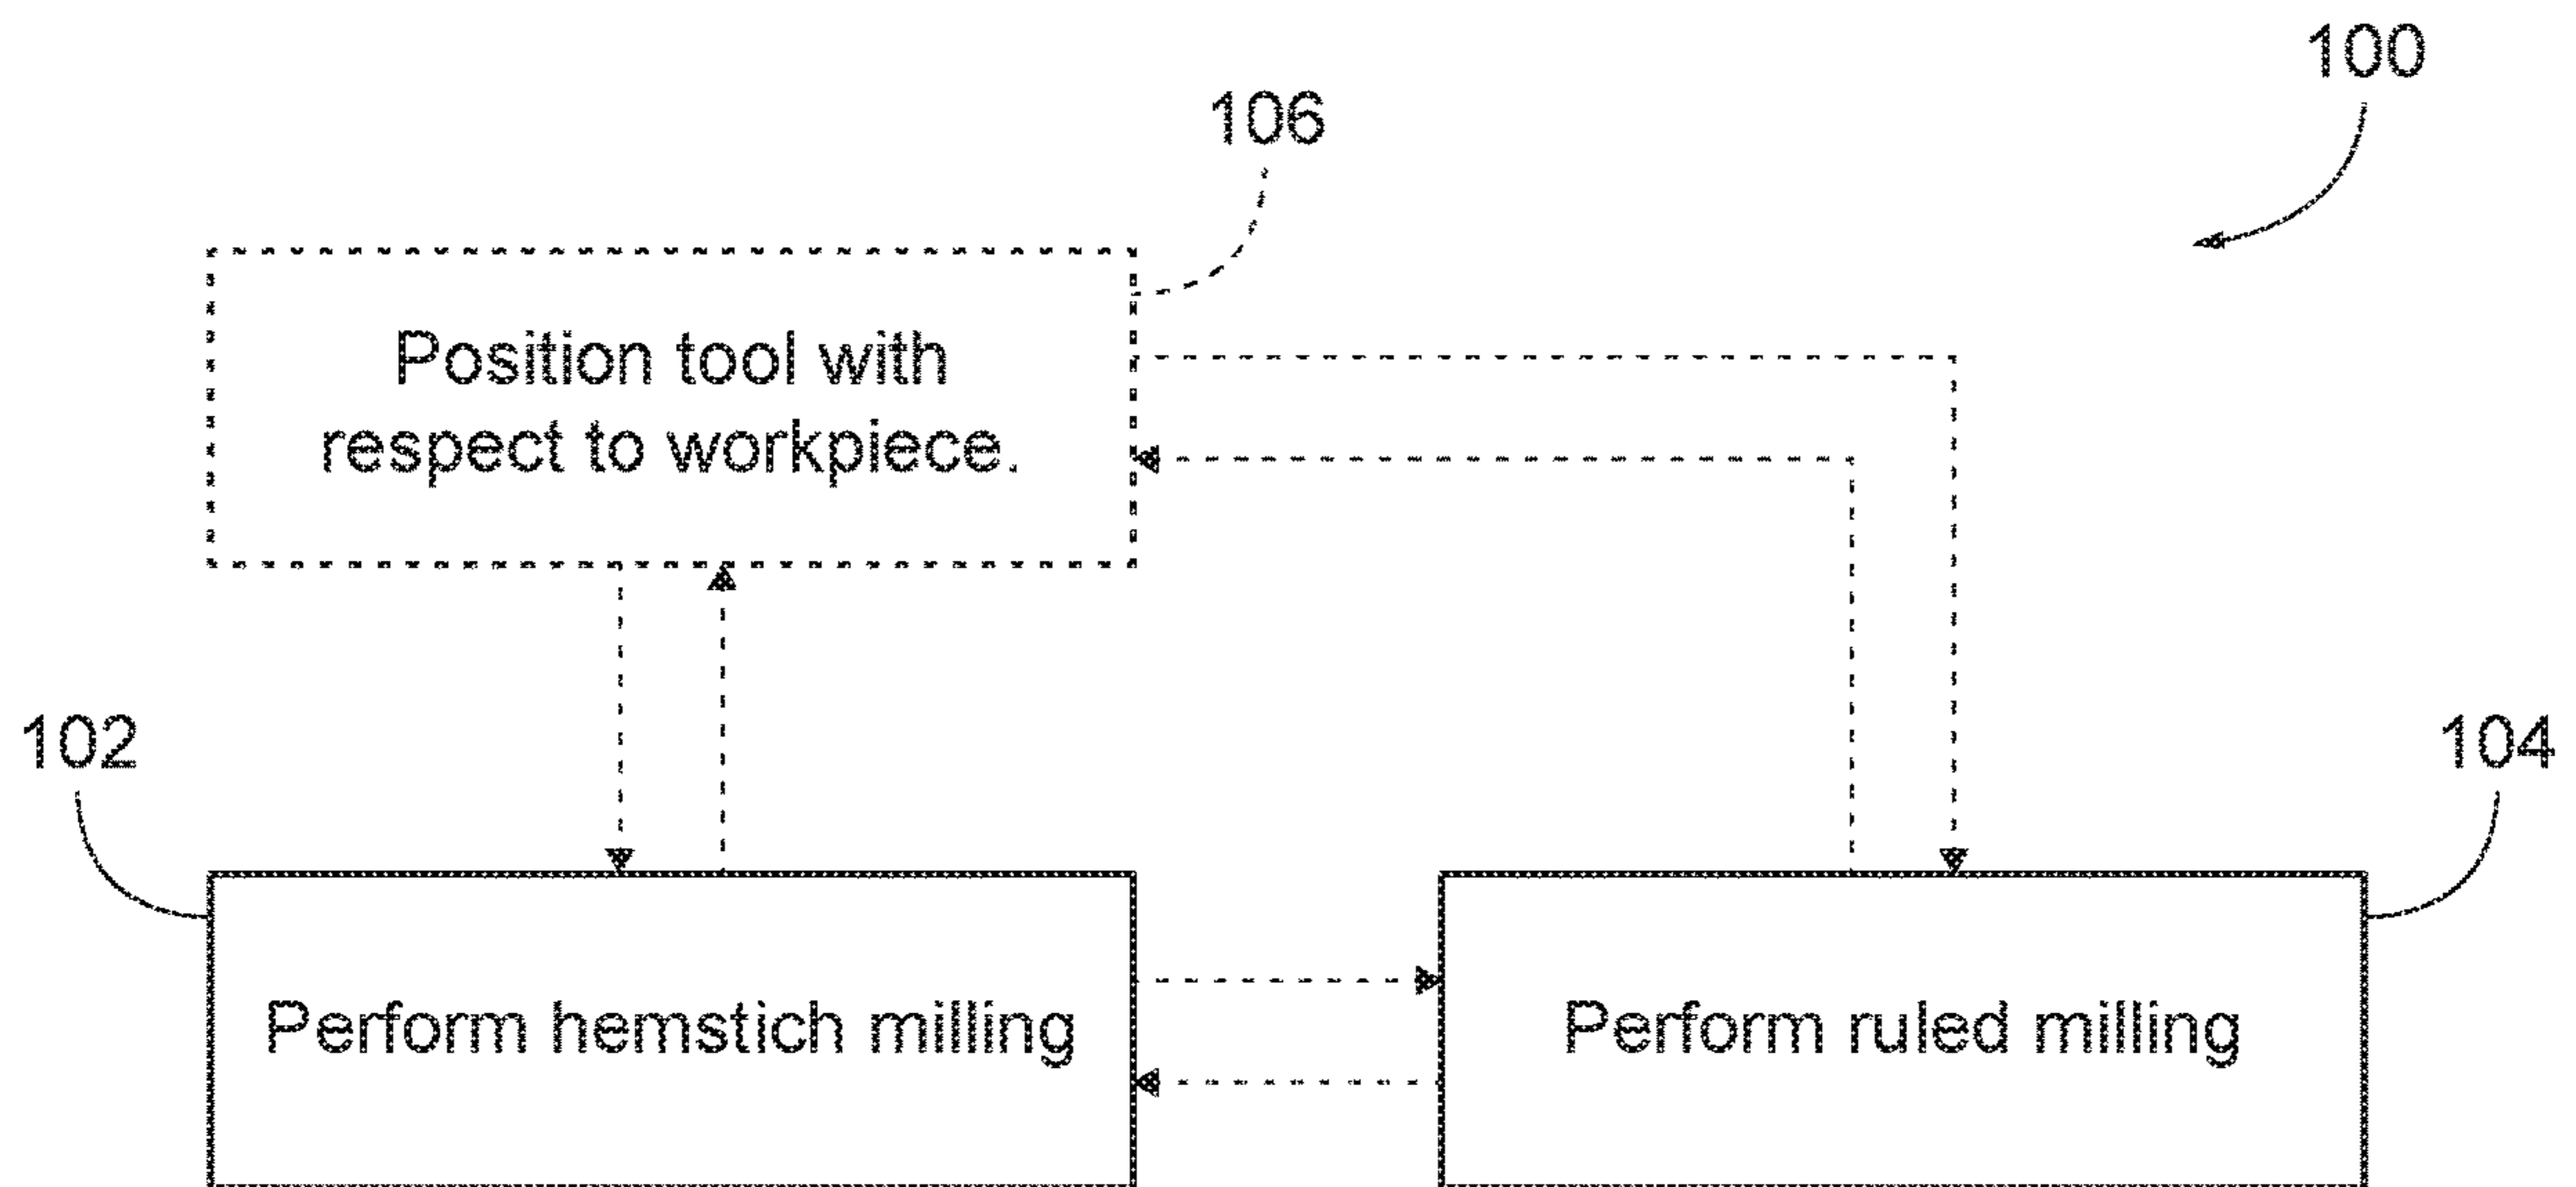 100
106
Position tool with
respect to workpiece.
102
104
Perform hemstich milling
Perform ruled milling